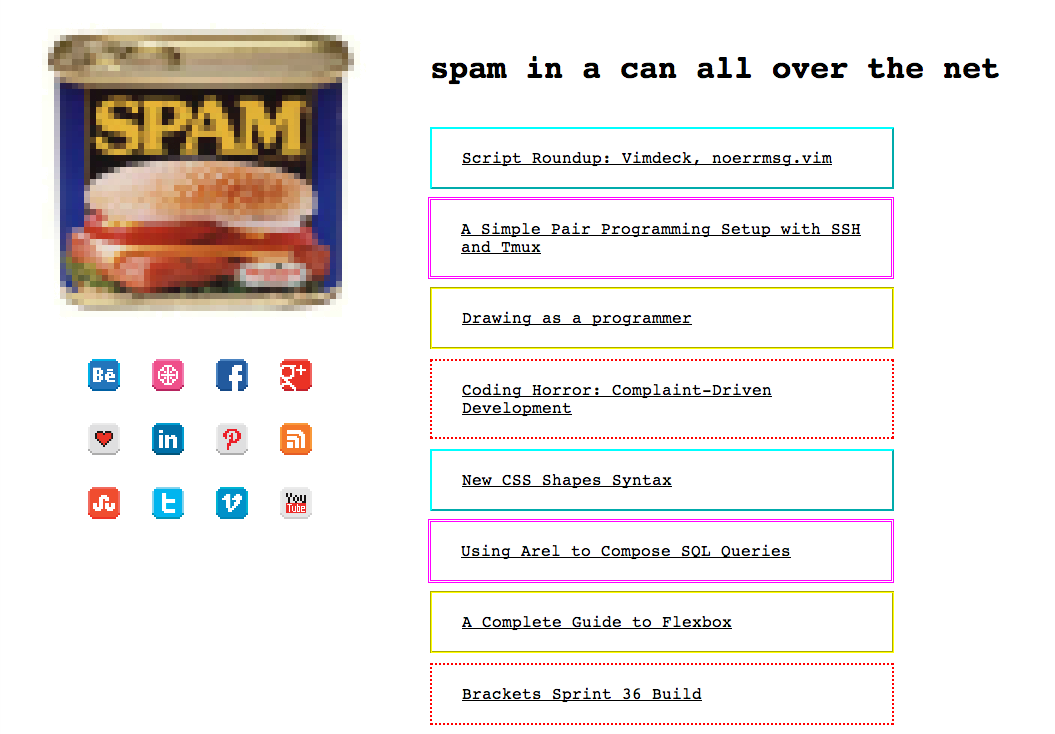 SPAM
spam in a can all over the net
Script Roundup: Vimdeck, noerrmsg.vim
A Simple Pair Programming Setup with SSH
and Tmux
Drawing as a programmer
Coding Horror: Complaint-Driven
Development
New CSS Shapes Syntax
Using Arel to Compose SQL Queries
A Complete Guide to Flexbox
Brackets Sprint 36 Build
Bē
f
g+
in
t
v
You
Tube